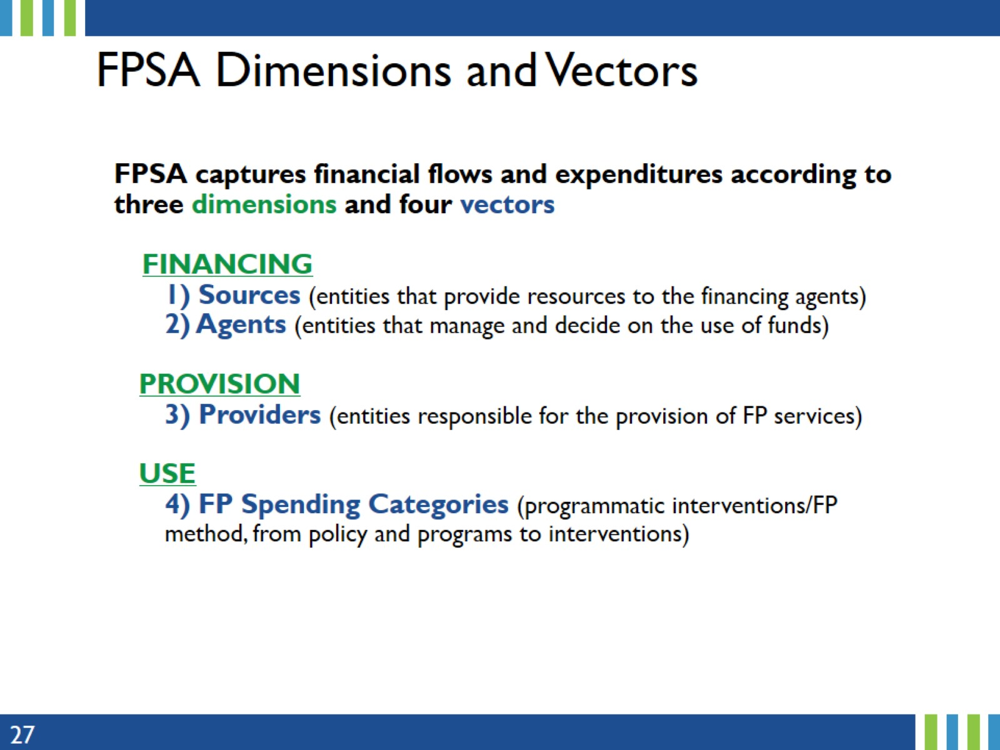 FPSA Dimensions and Vectors
FPSA captures financial flows and expenditures according to
three dimensions and four vectors
FINANCING
1) Sources (entities that provide resources to the financing agents)
2) Agents (entities that manage and decide on the use of funds)
PROVISION
3) Providers (entities responsible for the provision of FP services)
USE
4) FP Spending Categories (programmatic interventions/FP
method, from policy and programs to interventions)
27